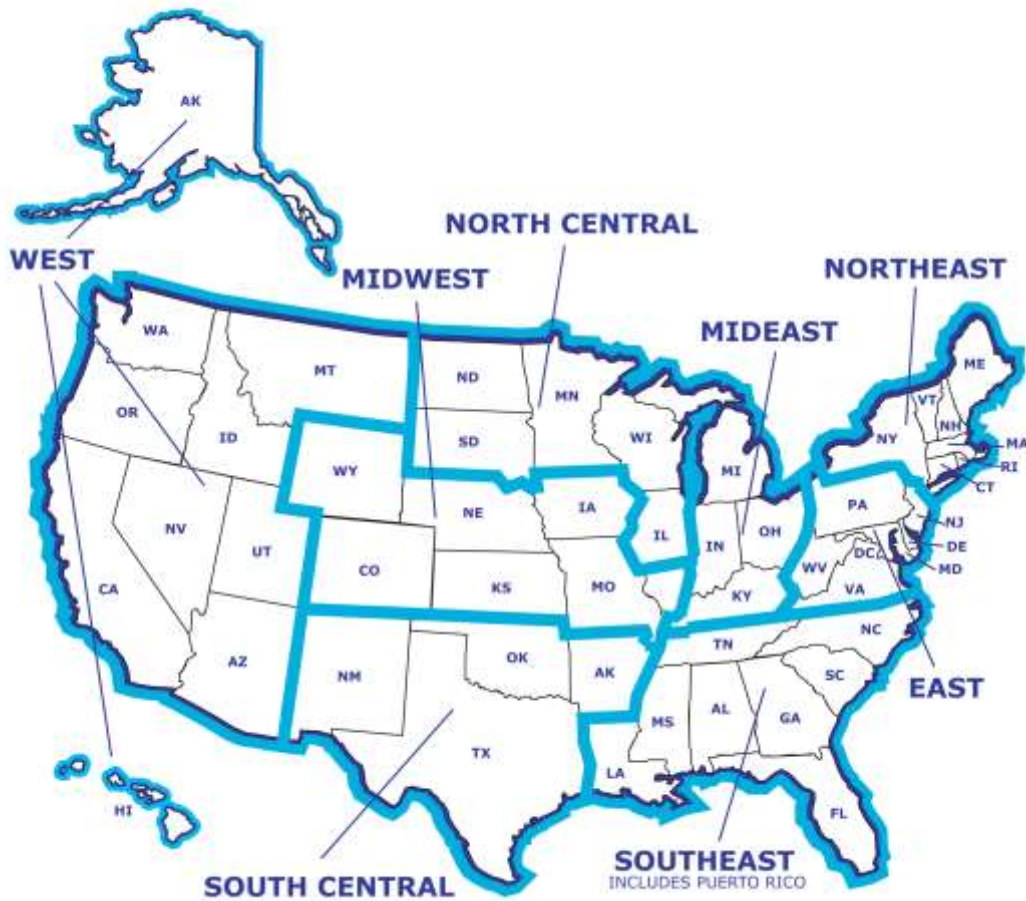 AK
NORTH CENTRAL
WEST
MIDWEST
NORTHEAST
MIDEAST
WA
MT
ND
MN
ME
VT
NH
OR
ID
SD
WI
MI
NY
MA
RI
CT
WY
NE
IA
PA
NV
UT
IL
IN
OH
NJ
DC
DE
MD
CA
CO
KS
MO
WV
VA
KY
NC
TN
AZ
NM
OK
AK
SC
EAST
MS
AL
GA
TX
LA
HI
FL
SOUTHEAST
INCLUDES PUERTO RICO
SOUTH CENTRAL